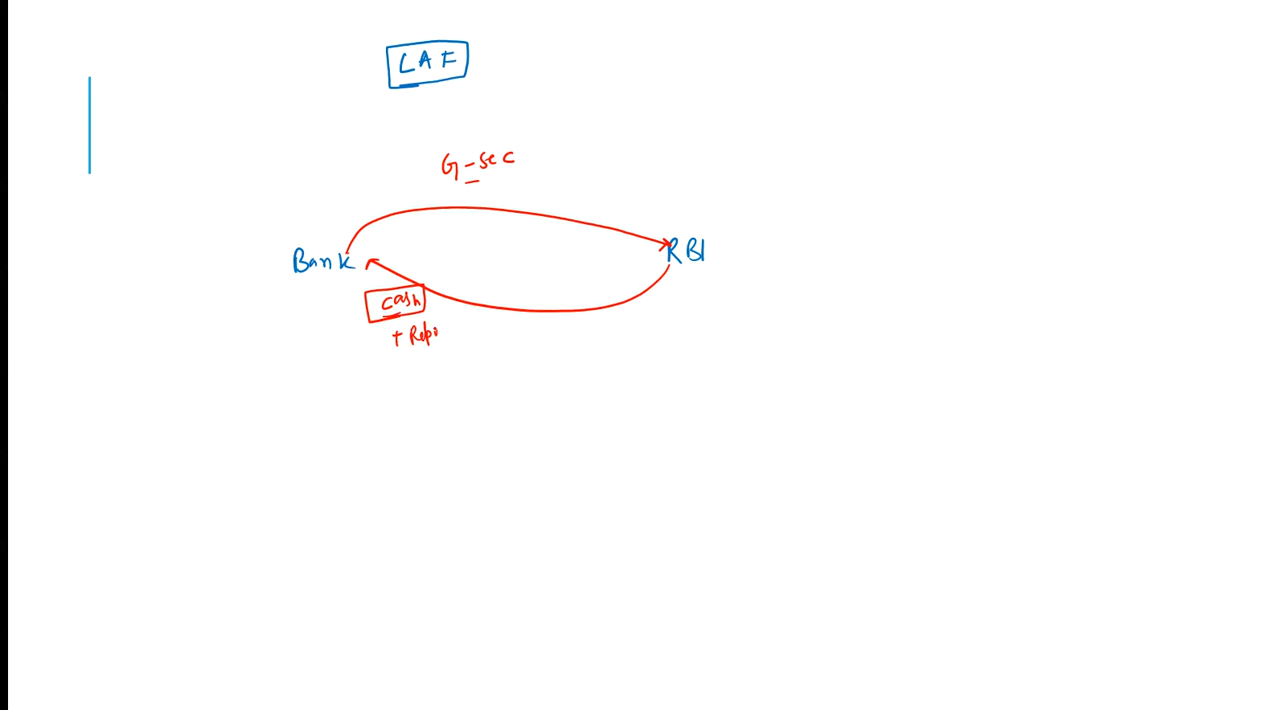 LAF
G-sec
Bank
RBI
cash
+ Repo